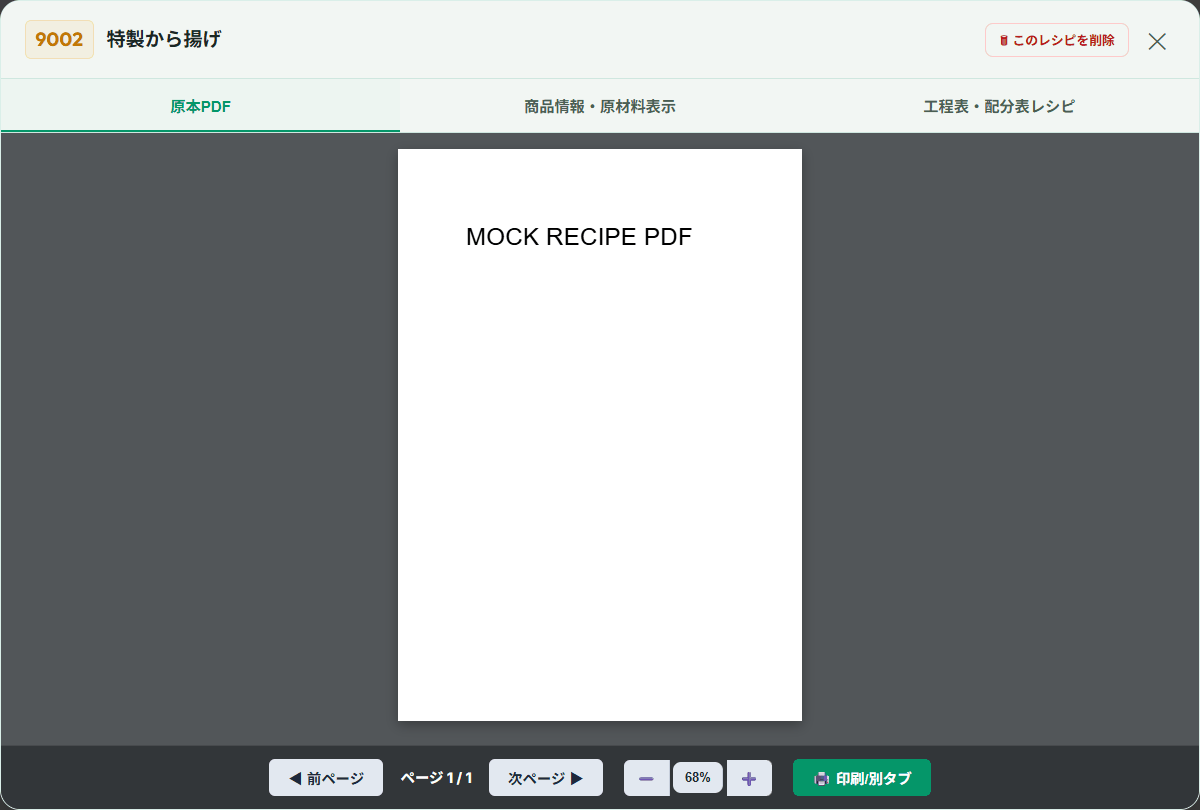 9002 特製から揚げ
このレシピを削除
原本PDF
商品情報・原材料表示
工程表・配分表レシピ
MOCK RECIPE PDF
◀ 前ページ
ページ 1 / 1
次ページ ▶
68%
印刷/別タブ